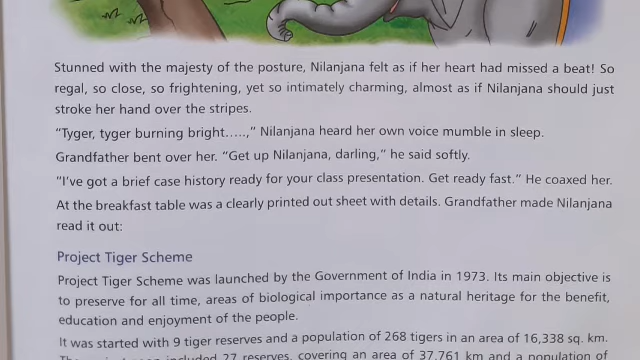 Stunned with the majesty of the posture, Nilanjana felt as if her heart had missed a beat! So
regal, so close, so frightening, yet so intimately charming, almost as if Nilanjana should just
stroke her hand over the stripes.
“Tyger, tyger burning bright.....,” Nilanjana heard her own voice mumble in sleep.
Grandfather bent over her. “Get up Nilanjana, darling,” he said softly.
“I’ve got a brief case history ready for your class presentation. Get ready fast.” He coaxed her.
At the breakfast table was a clearly printed out sheet with details. Grandfather made Nilanjana
read it out:
Project Tiger Scheme
Project Tiger Scheme was launched by the Government of India in 1973. Its main objective is
to preserve for all time, areas of biological importance as a natural heritage for the benefit,
education and enjoyment of the people.
It was started with 9 tiger reserves and a population of 268 tigers in an area of 16,338 sq. km.
included 27 reserves, covering an area of 37,761 km and a population of